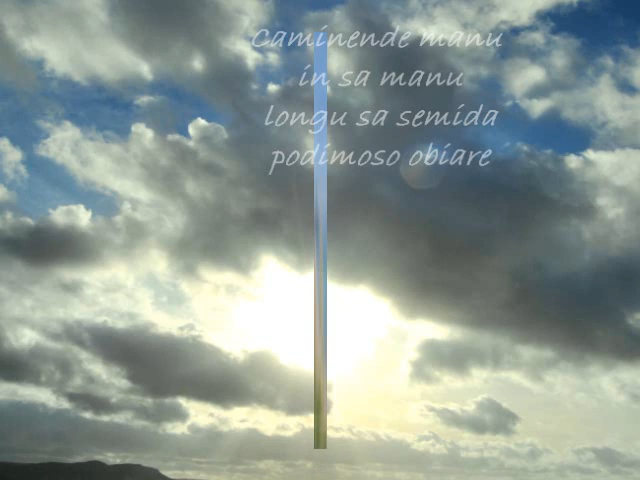 Caminende manu
in sa manu
longu sa semida
podimoso obiare